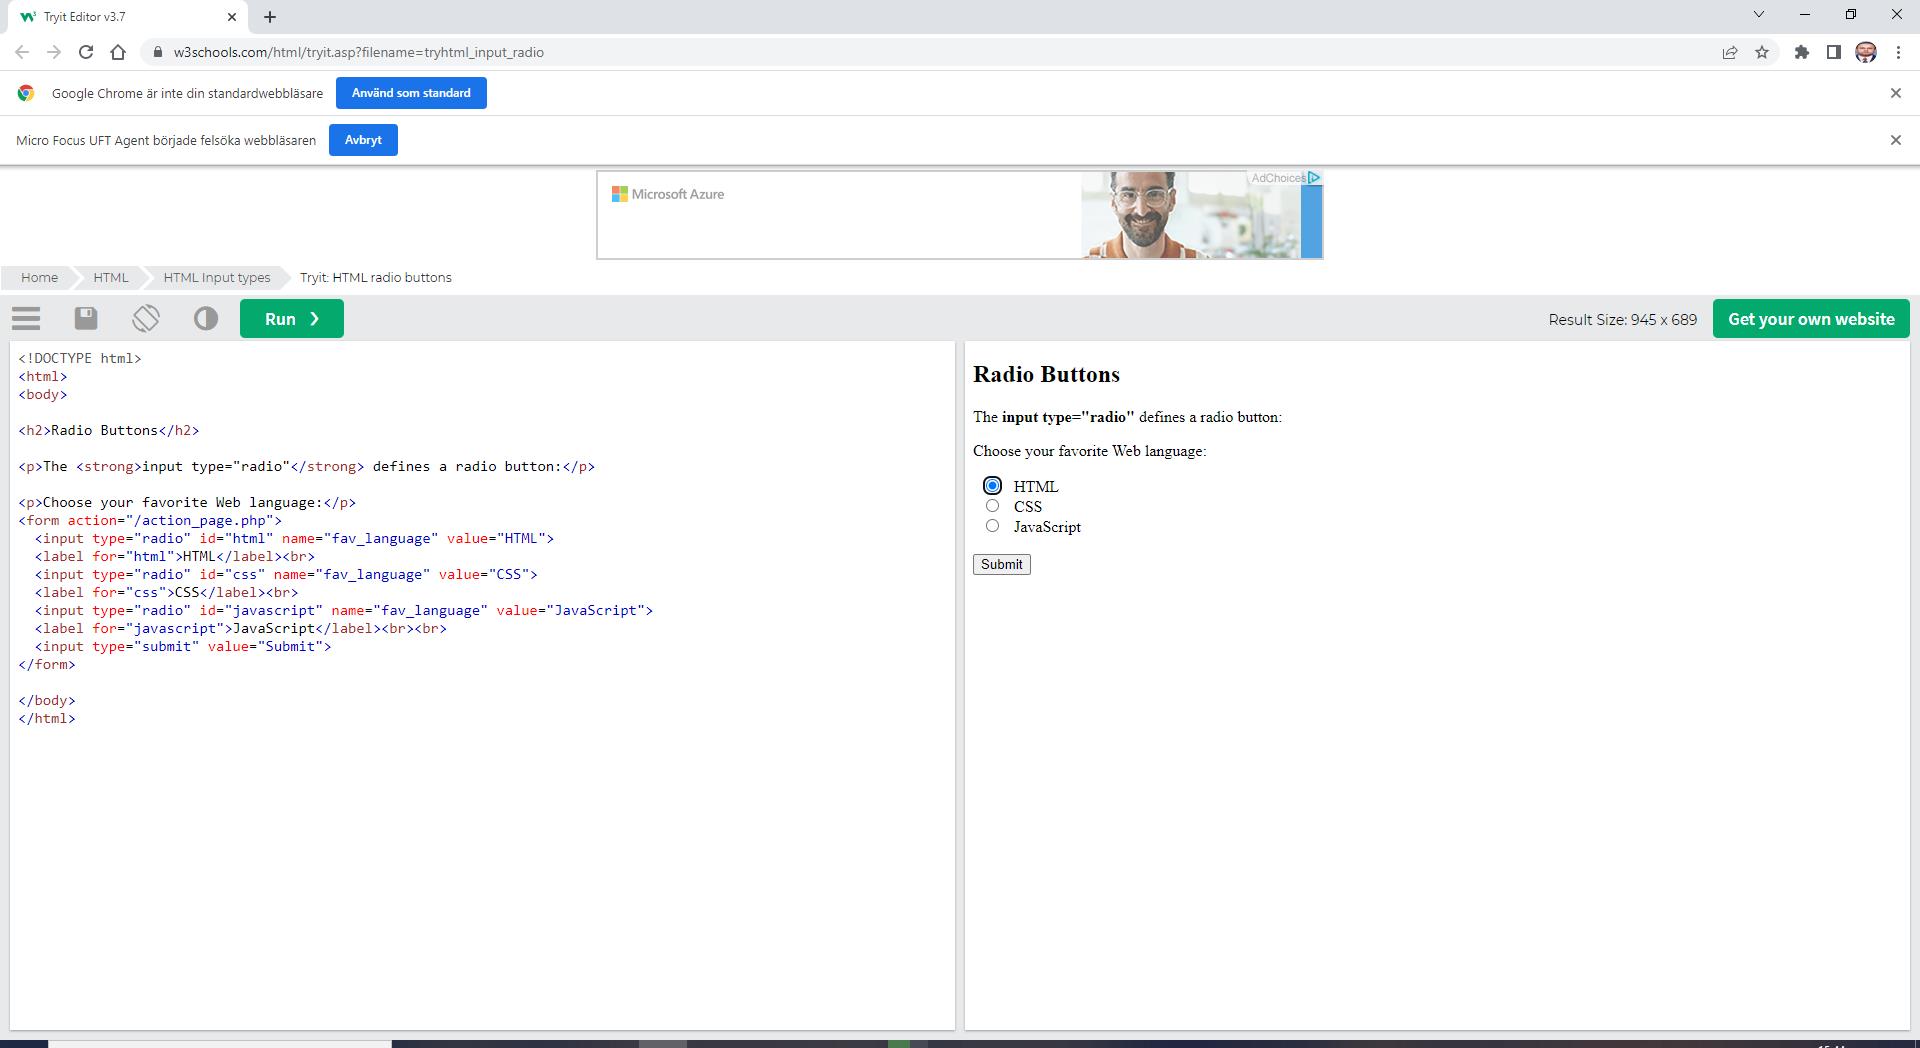 Tryit Editor v3.7
w3schools.com/html/tryit.asp?filename=tryhtml_input_radio
Google Chrome är inte din standardwebbläsare
Använd som standard
Micro Focus UFT Agent började felsöka webbläsaren
Avbryt
Microsoft Azure
AdChoices
Home
HTML
HTML Input types
Tryit: HTML radio buttons
Run ❯
Result Size: 945 x 689
Get your own website
<!DOCTYPE html>
<html>
<body>
<h2>Radio Buttons</h2>
<p>The <strong>input type="radio"</strong> defines a radio button:</p>
<p>Choose your favorite Web language:</p>
<form action="/action_page.php">
<input type="radio" id="html" name="fav_language" value="HTML">
<label for="html">HTML</label><br>
<input type="radio" id="css" name="fav_language" value="CSS">
<label for="css">CSS</label><br>
<input type="radio" id="javascript" name="fav_language" value="JavaScript">
<label for="javascript">JavaScript</label><br><br>
<input type="submit" value="Submit">
</form>
</body>
</html>
Radio Buttons
The input type="radio" defines a radio button:
Choose your favorite Web language:
HTML
CSS
JavaScript
Submit